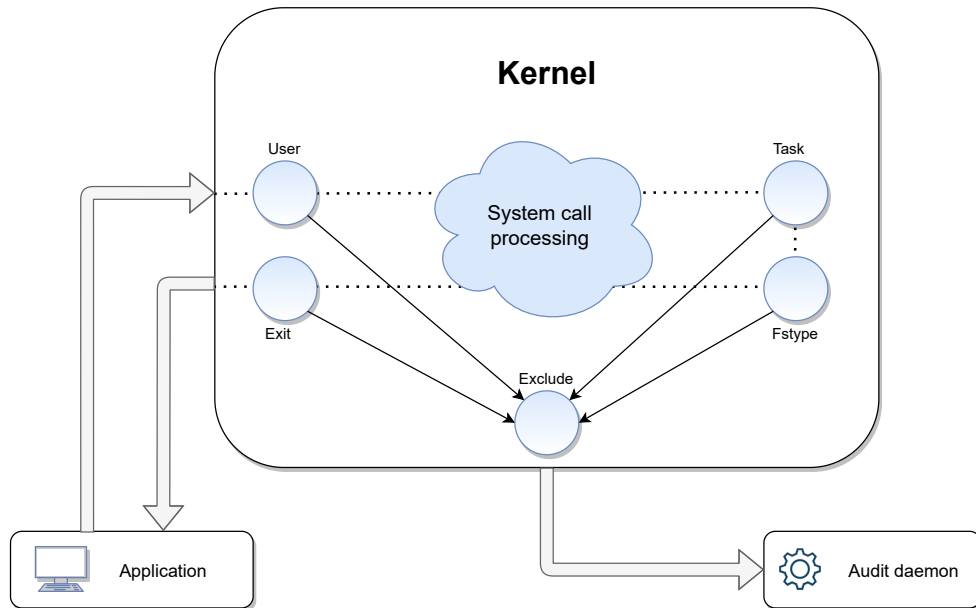 Kernel
User
Task
System call
processing
Exit
Fstype
Exclude
Application
Audit daemon